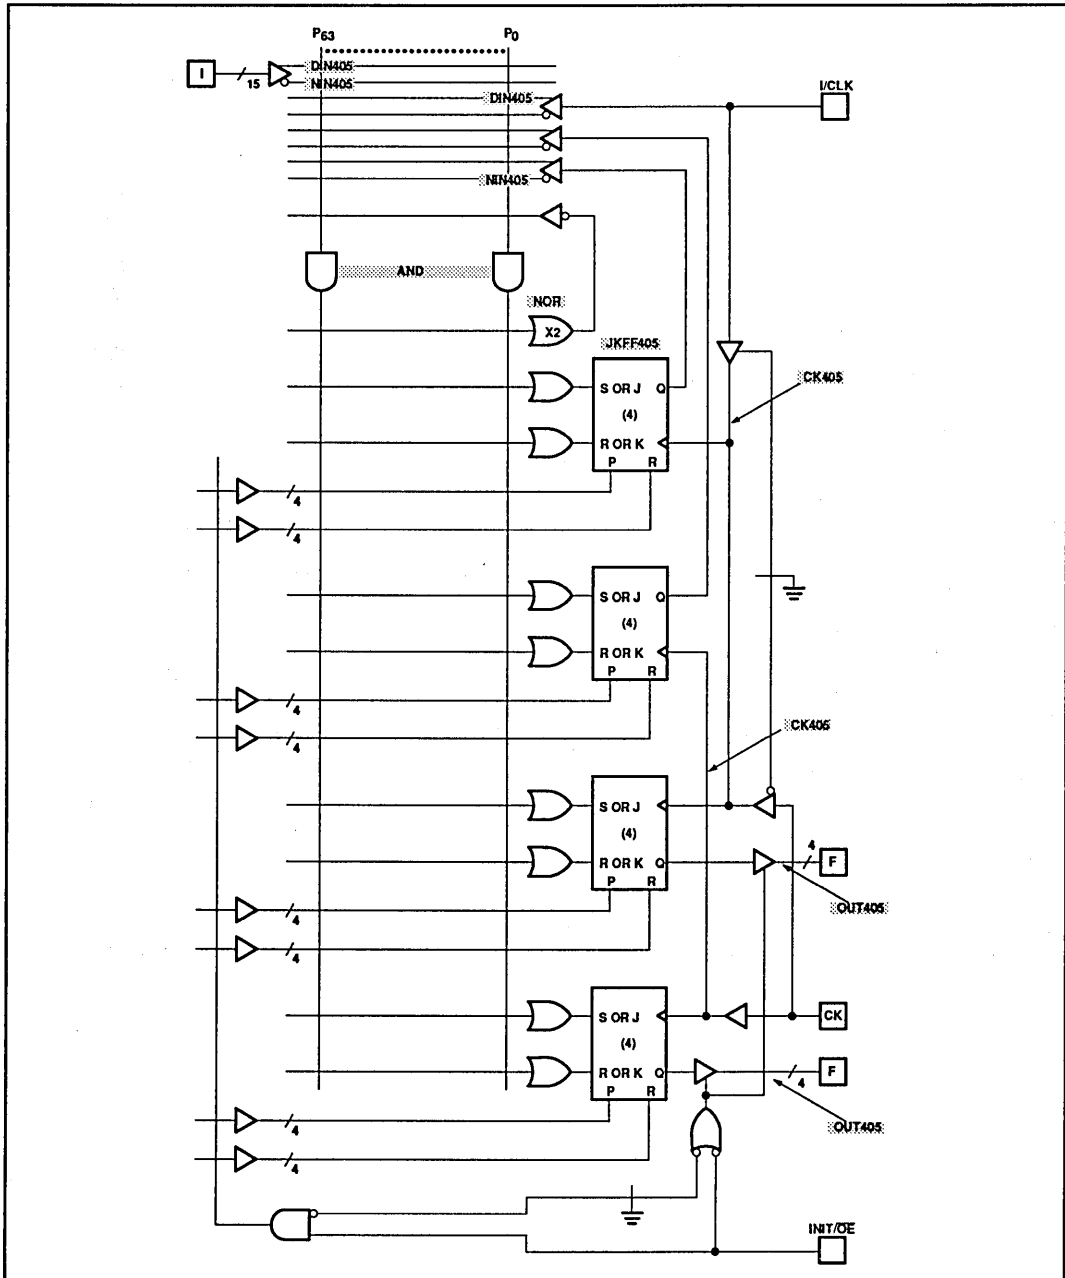 P63 P0
I 15 DIN405
NIN405
DIN405 I/CLK
NIN405
AND
NOR
X2
JKFF405
CK405
S OR J Q
(4)
R OR K
P R
4
4
S OR J Q
(4)
R OR K
P R
4
4
CK405
S OR J
(4)
R OR K Q
4
F
P R
OUT405
4
4
S OR J
CK
(4)
R OR K Q
4
F
P R
OUT405
4
4
INIT/OE